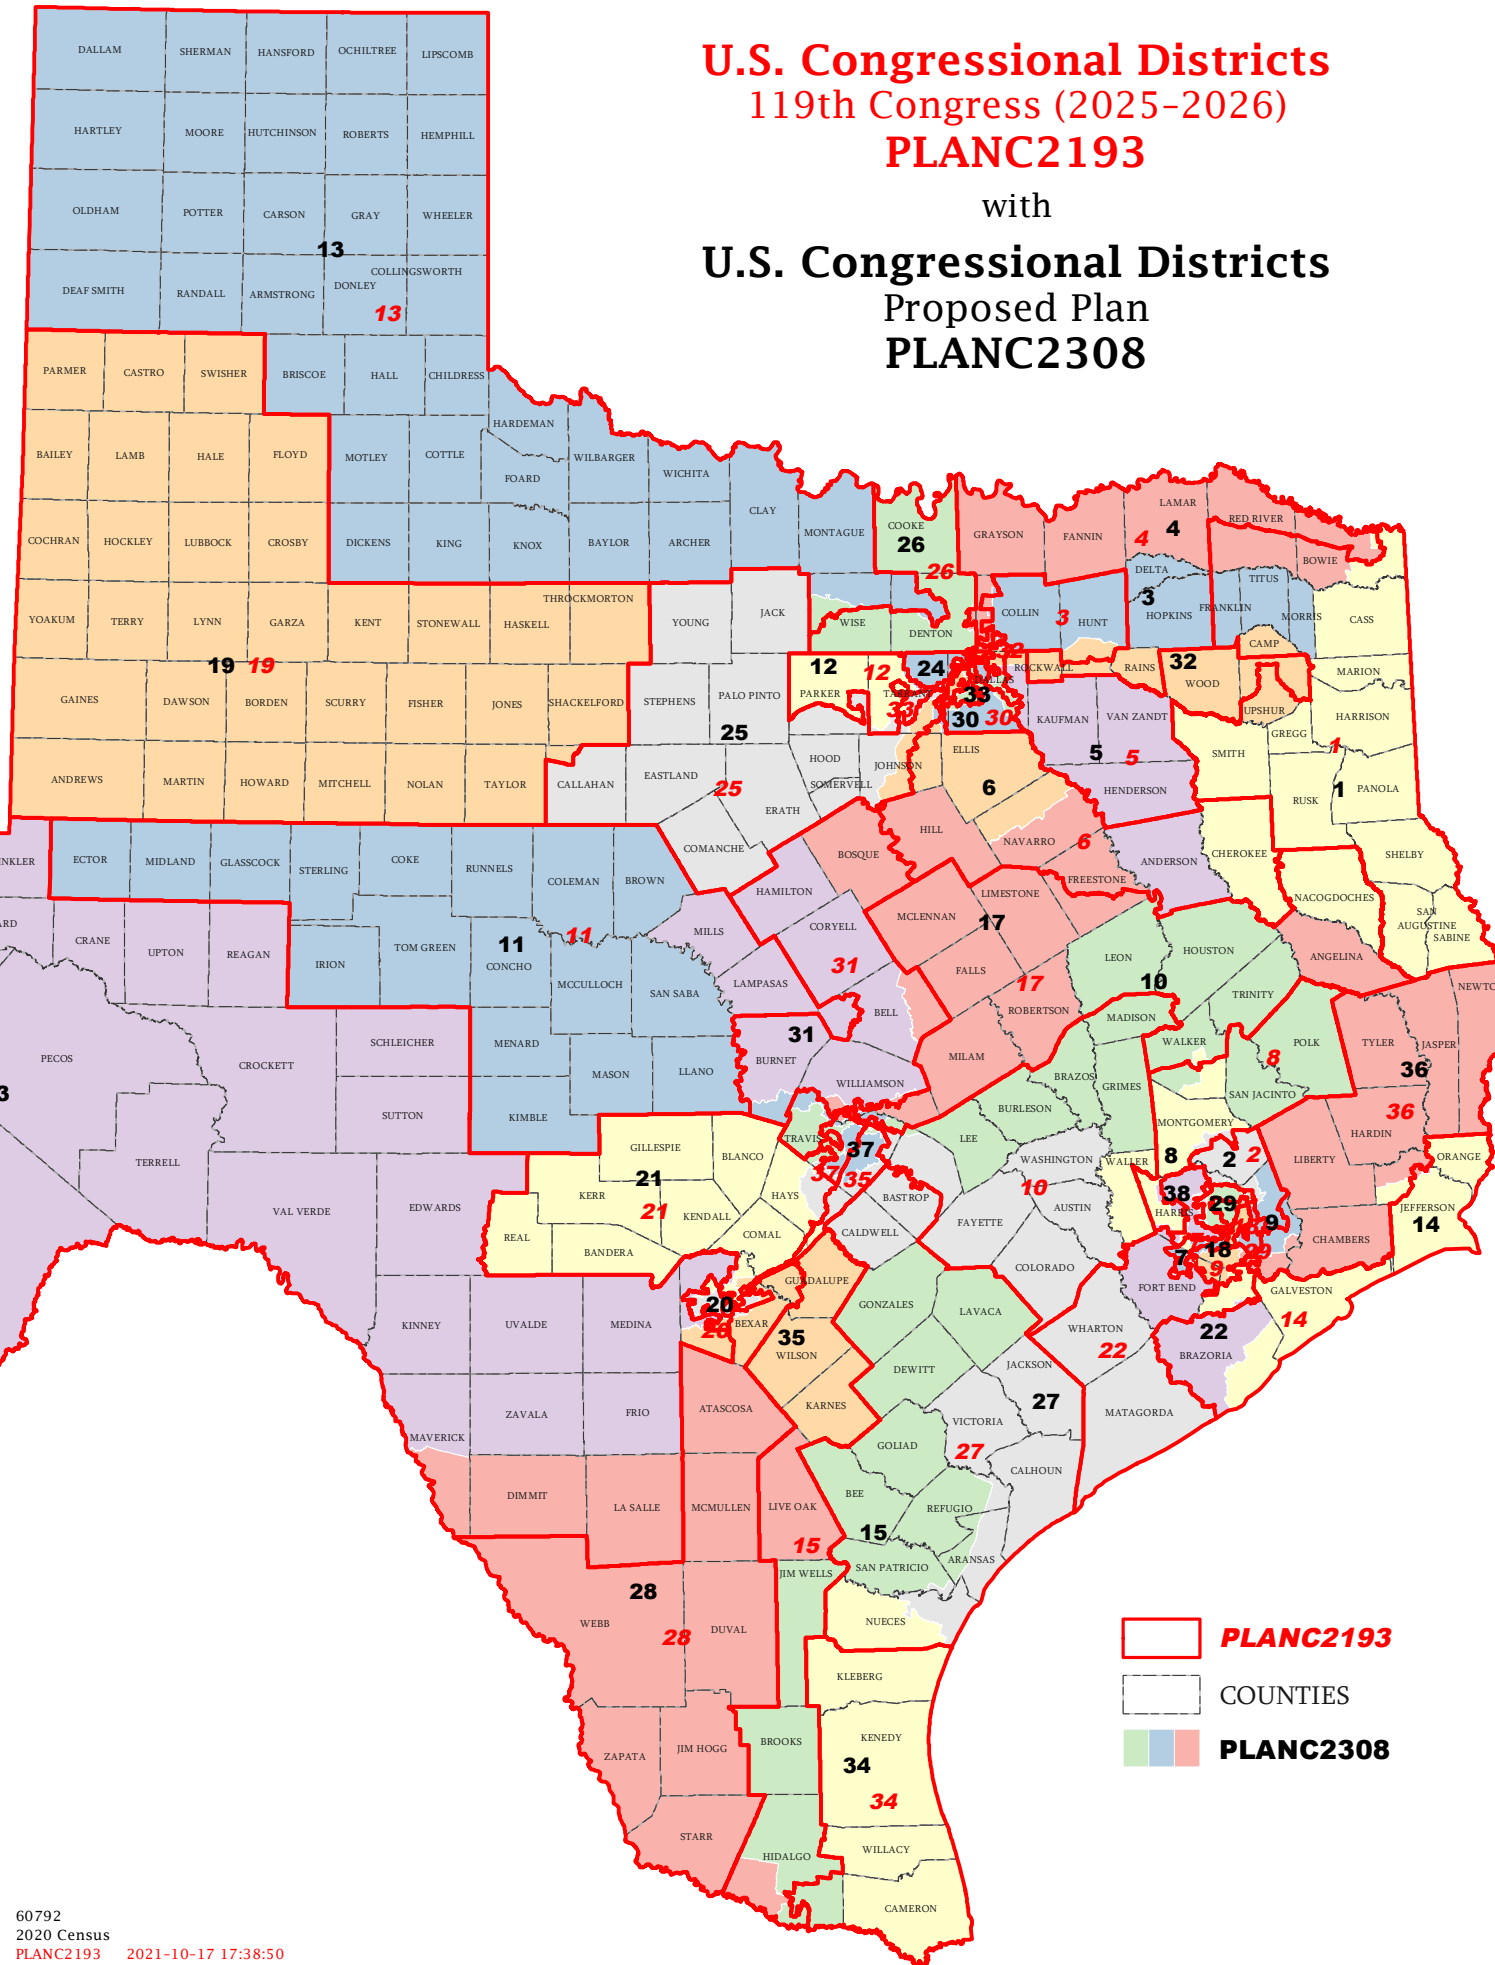 U.S. Congressional Districts
119th Congress (2025-2026)
PLANC2193
with
U.S. Congressional Districts
Proposed Plan
PLANC2308
DALLAM SHERMAN HANSFORD OCHILTREE LIPSCOMB
HARTLEY MOORE HUTCHINSON ROBERTS HEMPHILL
OLDHAM POTTER CARSON GRAY WHEELER
13
COLLINGSWORTH
DEAF SMITH RANDALL ARMSTRONG DONLEY
13
PARMER CASTRO SWISHER BRISCOE HALL CHILDRESS
HARDEMAN
BAILEY LAMB HALE FLOYD MOTLEY COTTLE FOARD WILBARGER WICHITA
CLAY
COCHRAN HOCKLEY LUBBOCK CROSBY DICKENS KING KNOX BAYLOR ARCHER MONTAGUE COOKE GRAYSON FANNIN LAMAR RED RIVER
26 4 4
BOWIE
26 DELTA TITUS
THROCKMORTON 3
YOAKUM TERRY LYNN GARZA KENT STONEWALL HASKELL YOUNG JACK WISE DENTON COLLIN 3 HUNT HOPKINS FRANKLIN MORRIS CASS
CAMP
19 19 12 12 24 32 ROCKWALL RAINS 32 MARION
GAINES DAWSON BORDEN SCURRY FISHER JONES SHACKELFORD STEPHENS PALO PINTO PARKER TARRANT DALLAS WOOD
33 33 UPSHUR HARRISON
25 30 30 KAUFMAN VAN ZANDT GREGG
ANDREWS MARTIN HOWARD MITCHELL NOLAN TAYLOR CALLAHAN EASTLAND HOOD JOHNSON ELLIS 5 5 SMITH 1
SOMERVELL
25 6 HENDERSON RUSK 1 PANOLA
ERATH
NKLER ECTOR MIDLAND GLASSCOCK STERLING COKE RUNNELS COLEMAN BROWN COMANCHE BOSQUE HILL NAVARRO 6 ANDERSON CHEROKEE SHELBY
HAMILTON LIMESTONE FREESTONE NACOGDOCHES
ARD CRANE UPTON REAGAN IRION TOM GREEN 11 CONCHO 11 MILLS CORYELL MCLENNAN 17 SAN AUGUSTINE
SABINE
31 LEON HOUSTON ANGELINA
MCCULLOCH SAN SABA LAMPASAS BELL FALLS 17 10 TRINITY NEWTO
ROBERTSON MADISON
PECOS CROCKETT SCHLEICHER MENARD 31 WALKER 8 POLK TYLER JASPER
3 MASON LLANO BURNET MILAM 36
WILLIAMSON BRAZOS GRIMES SAN JACINTO
SUTTON KIMBLE BURLESON MONTGOMERY 36
HARDIN
TERRELL GILLESPIE BLANCO TRAVIS 37 LEE WASHINGTON WALLER 8 2 2 LIBERTY ORANGE
21 37 35 10 38 29
VAL VERDE EDWARDS KERR 21 KENDALL HAYS BASTROP FAYETTE AUSTIN HARRIS 18 9 JEFFERSON
14
REAL BANDERA COMAL CALDWELL COLORADO 7 18 29 CHAMBERS
9
GUADALUPE FORT BEND GALVESTON
KINNEY UVALDE MEDINA 20 BEXAR GONZALES LAVACA 14
20 35 WHARTON 22
WILSON 22 BRAZORIA
DEWITT JACKSON
ZAVALA FRIO ATASCOSA KARNES 27 MATAGORDA
VICTORIA
MAVERICK GOLIAD 27
CALHOUN
DIMMIT LA SALLE MCMULLEN LIVE OAK BEE REFUGIO
15 15
ARANSAS
JIM WELLS SAN PATRICIO
28
WEBB 28 DUVAL NUECES
KLEBERG
ZAPATA JIM HOGG BROOKS KENEDY
34
34
STARR HIDALGO WILLACY
CAMERON
PLANC2193
COUNTIES
PLANC2308
60792
2020 Census
PLANC2193 2021-10-17 17:38:50